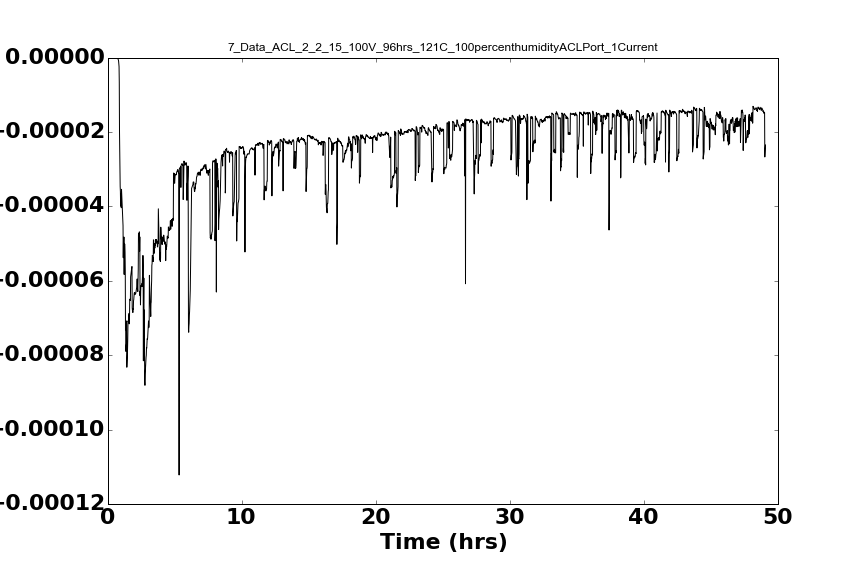 7_Data_ACL_2_2_15_100V_96hrs_121C_100percenthumidityACLPort_1Current
0.00000
-0.00002
-0.00004
-0.00006
-0.00008
-0.00010
-0.00012
0 10 20 30 40 50
Time (hrs)